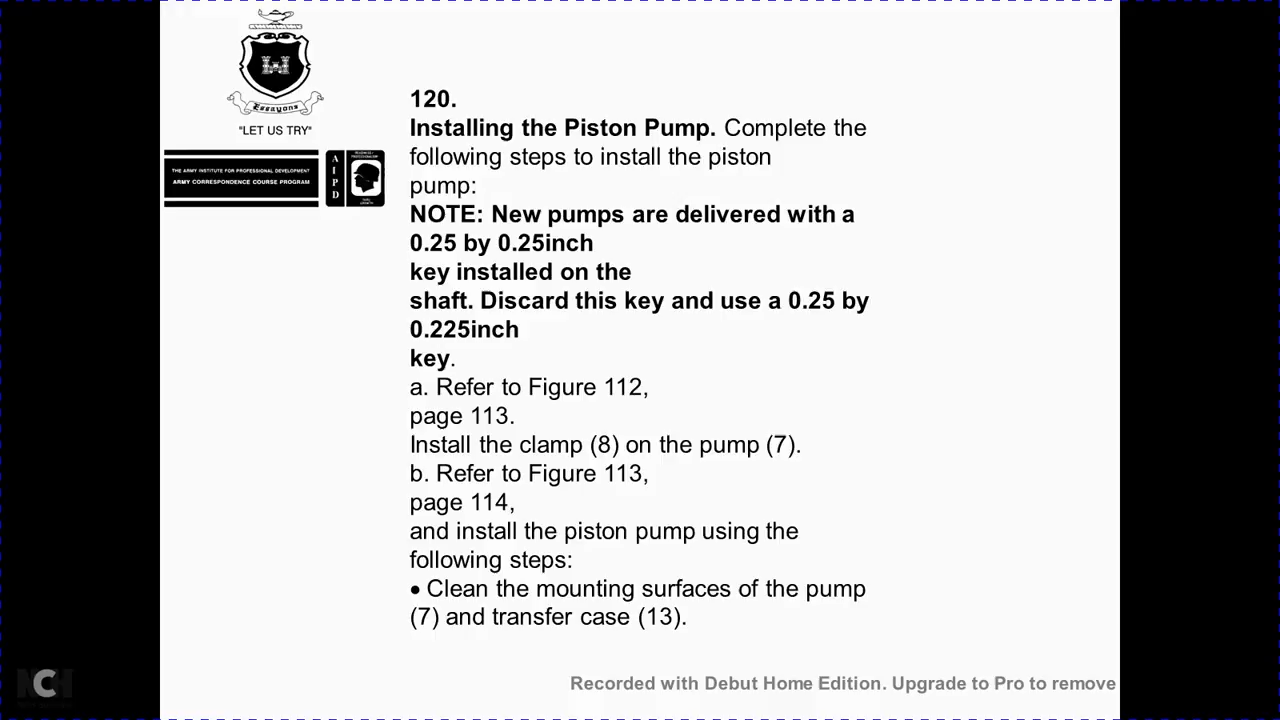 Essayons
"LET US TRY"
THE ARMY INSTITUTE FOR PROFESSIONAL DEVELOPMENT
ARMY CORRESPONDENCE COURSE PROGRAM
A
I
P
D
120.
Installing the Piston Pump. Complete the
following steps to install the piston
pump:
NOTE: New pumps are delivered with a
0.25 by 0.25inch
key installed on the
shaft. Discard this key and use a 0.25 by
0.225inch
key.
a. Refer to Figure 112,
page 113.
Install the clamp (8) on the pump (7).
b. Refer to Figure 113,
page 114,
and install the piston pump using the
following steps:
• Clean the mounting surfaces of the pump
(7) and transfer case (13).
NCH
Recorded with Debut Home Edition. Upgrade to Pro to remove